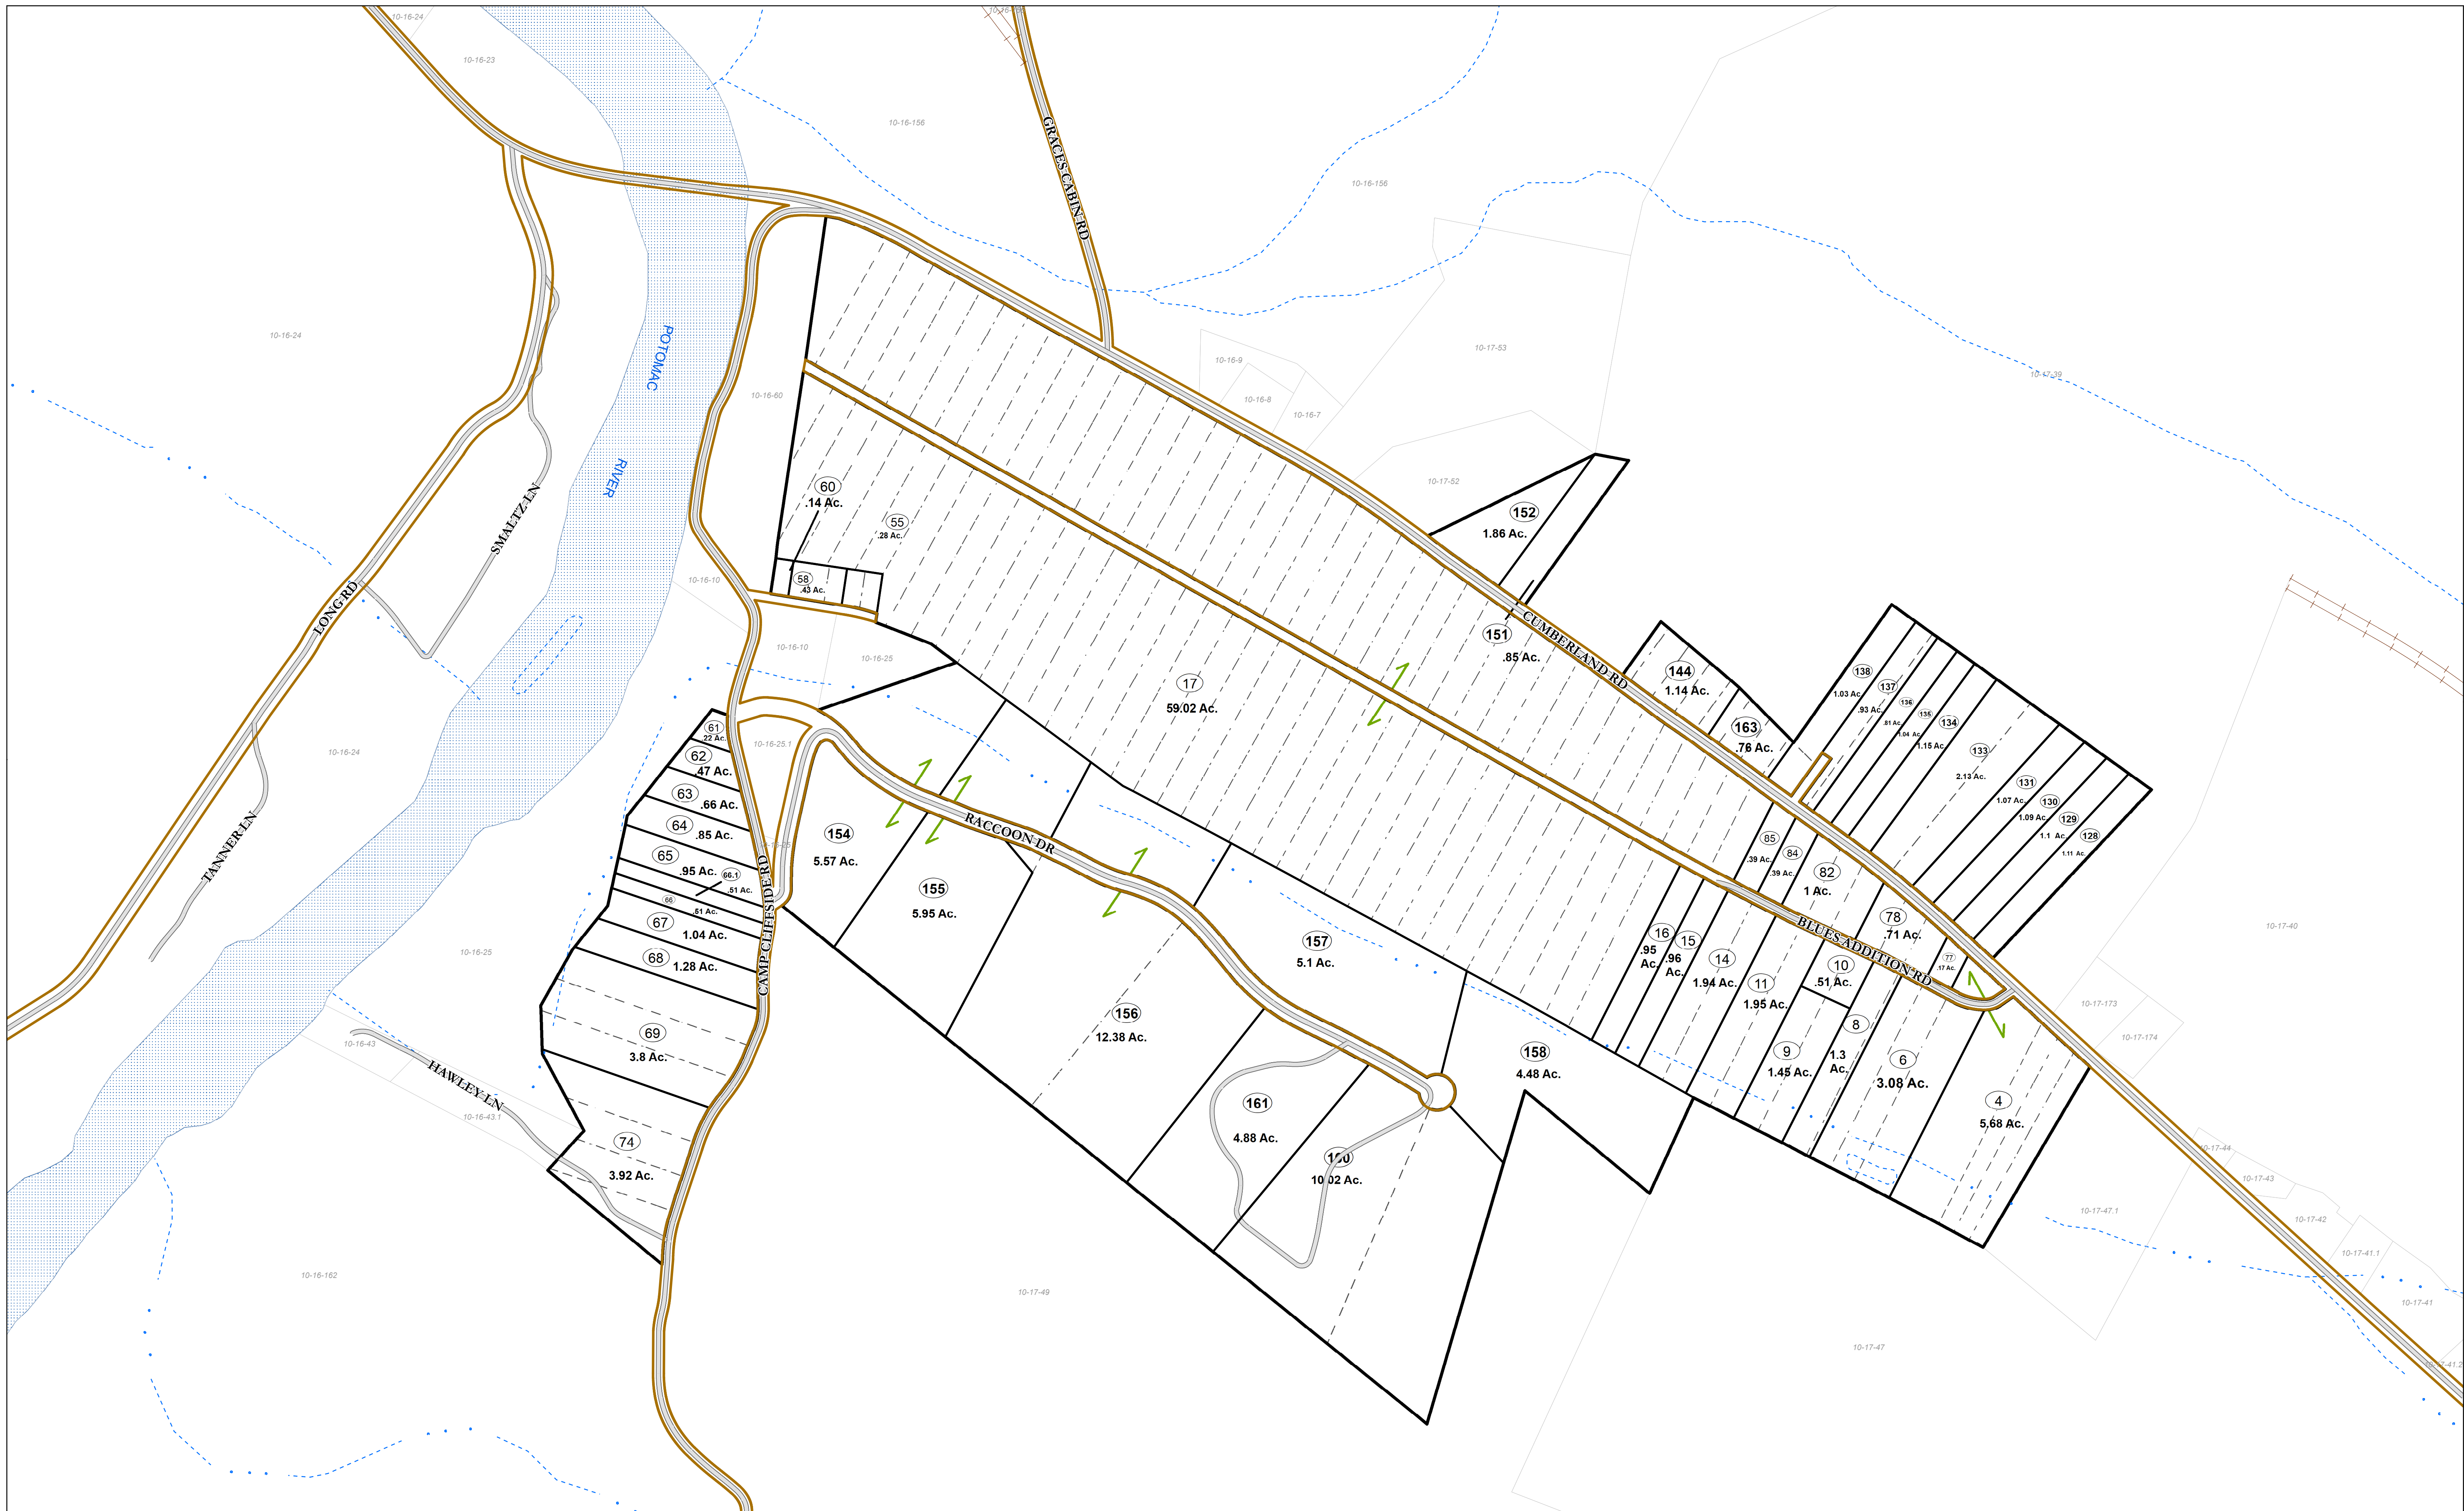 10-16-24
10-16-23
10-16-156
GRACES CABIN RD
10-16-156
10-16-24
POTOMAC
RIVER
10-16-60
10-16-9
10-16-8
10-16-7
10-17-53
10-17-39
10-17-52
60
.14 Ac.
55
.28 Ac.
58
.43 Ac.
152
1.86 Ac.
SMALTZ LN
LONG RD
TANNER LN
10-16-10
10-16-10
10-16-25
151
.85 Ac.
CUMBERLAND RD
144
1.14 Ac.
163
.76 Ac.
138
1.03 Ac.
137
.93 Ac.
136
.81 Ac.
135
1.04 Ac.
134
1.15 Ac.
133
2.13 Ac.
131
1.07 Ac.
130
1.09 Ac.
129
1.1 Ac.
128
1.11 Ac.
17
59.02 Ac.
61
.22 Ac.
10-16-25.1
62
.47 Ac.
63
.66 Ac.
64
.85 Ac.
65
.95 Ac.
66.1
.51 Ac.
66
.51 Ac.
67
1.04 Ac.
68
1.28 Ac.
69
3.8 Ac.
74
3.92 Ac.
10-16-24
10-16-25
CAMP CLIFFSIDE RD
RACCOON DR
154
5.57 Ac.
155
5.95 Ac.
156
12.38 Ac.
157
5.1 Ac.
158
4.48 Ac.
161
4.88 Ac.
160
10.02 Ac.
85
.39 Ac.
84
.39 Ac.
82
1 Ac.
78
.71 Ac.
77
.17 Ac.
BLUES ADDITION RD
16
.95
Ac.
15
.96
Ac.
14
1.94 Ac.
11
1.95 Ac.
10
.51 Ac.
9
1.45 Ac.
8
1.3
Ac.
6
3.08 Ac.
4
5.68 Ac.
10-17-40
10-17-173
10-17-174
10-17-44
10-17-43
10-17-42
10-17-47.1
10-17-41.1
10-17-41
10-17-41.2
10-16-43
HAWLEY LN
10-16-43.1
10-16-162
10-17-49
10-17-47